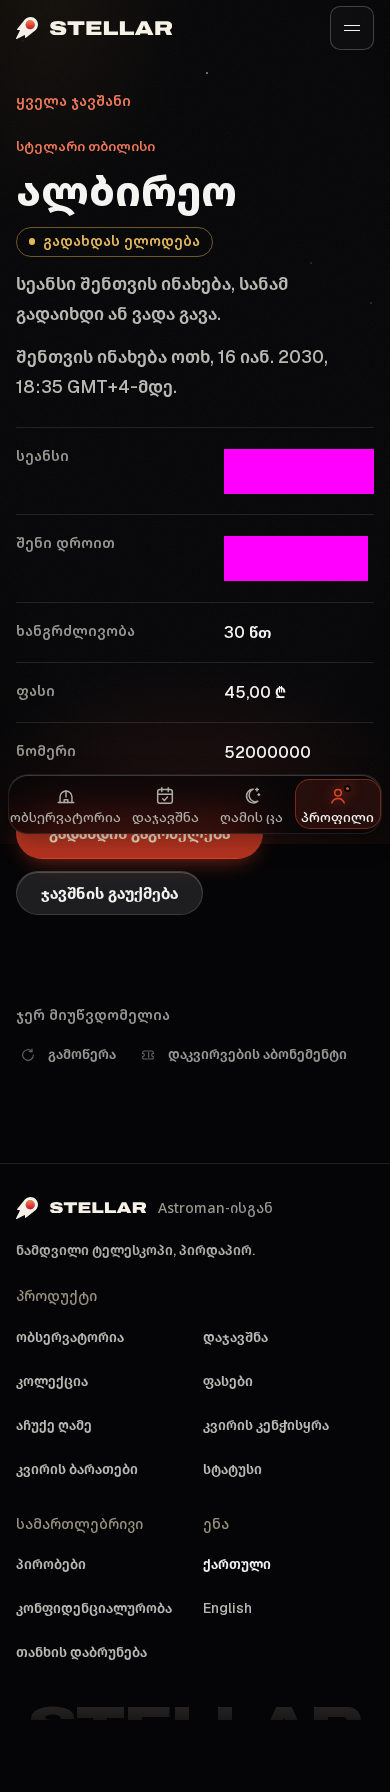 STELLAR
ყველა ჯავშანი
სტელარი თბილისი
ალბირეო
გადახდას ელოდება
სეანსი შენთვის ინახება, სანამ
გადაიხდი ან ვადა გავა.
შენთვის ინახება ოთხ, 16 იან. 2030,
18:35 GMT+4-მდე.
სეანსი
შენი დროით
ხანგრძლივობა 30 წთ
ფასი 45,00 ₾
ნომერი 52000000
ობსერვატორია დაჯავშნა ღამის ცა პროფილი
ჯავშნის გაუქმება
ჯერ მიუწვდომელია
გამოწერა დაკვირვების აბონემენტი
STELLAR Astroman-ისგან
ნამდვილი ტელესკოპი, პირდაპირ.
პროდუქტი
ობსერვატორია დაჯავშნა
კოლექცია ფასები
აჩუქე ღამე კვირის კენჭისყრა
კვირის ბარათები სტატუსი
სამართლებრივი ენა
პირობები ქართული
კონფიდენციალურობა English
თანხის დაბრუნება
STELLAR